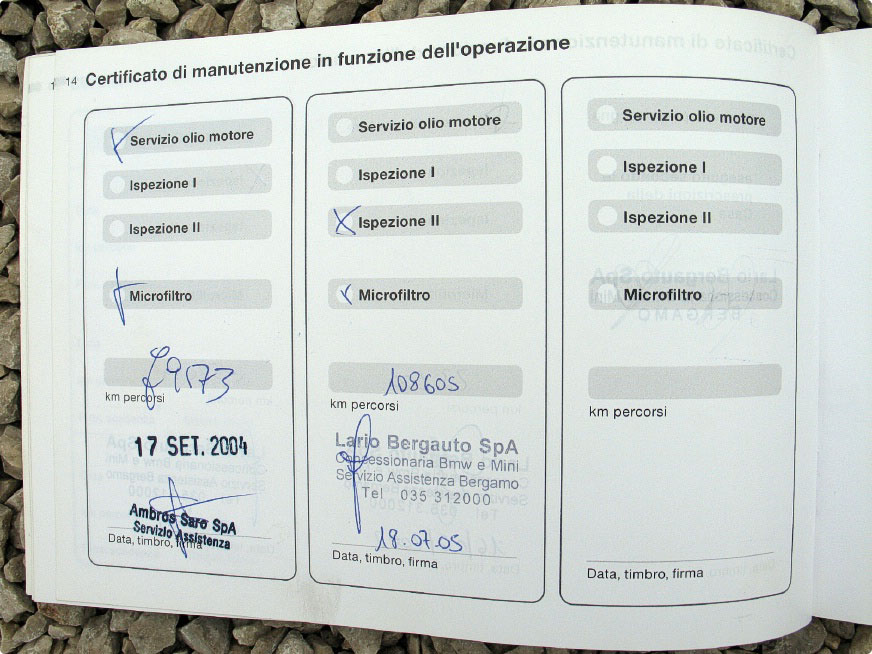 14 Certificato di manutenzione in funzione dell'operazione
Servizio olio motore
Ispezione I
Ispezione II
Microfiltro
km percorsi
17 SET. 2004
Ambros Saro SpA
Servizio Assistenza
Data, timbro, firma
Servizio olio motore
Ispezione I
Ispezione II
Microfiltro
108605
km percorsi
Lario Bergauto SpA
Concessionaria Bmw e Mini
Servizio Assistenza Bergamo
Tel 035 312000
18.07.05
Data, timbro, firma
Servizio olio motore
Ispezione I
Ispezione II
Microfiltro
km percorsi
Data, timbro, firma